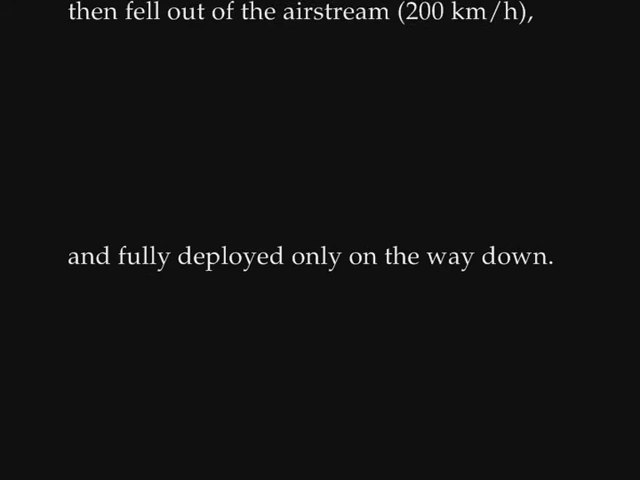 then fell out of the airstream (200 km/h),
and fully deployed only on the way down.